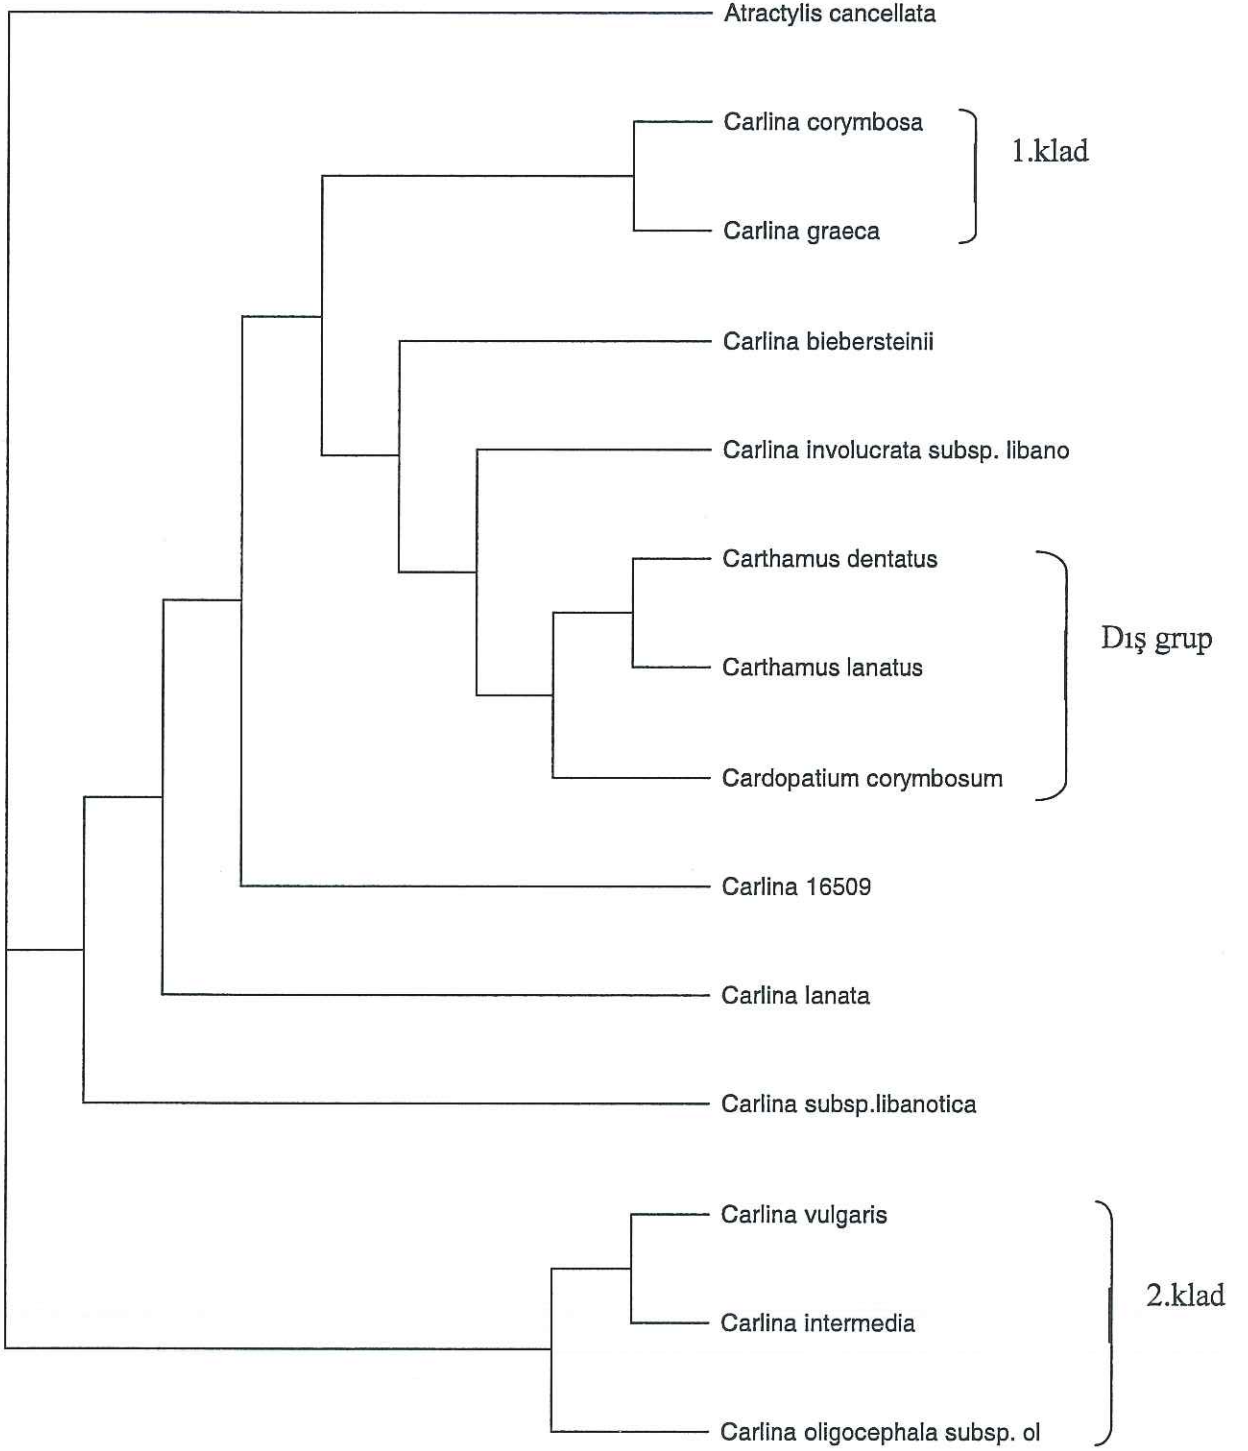 Atractylis cancellata
Carlina corymbosa
1.klad
Carlina graeca
Carlina biebersteinii
Carlina involucrata subsp. libano
Carthamus dentatus
Dış grup
Carthamus lanatus
Cardopatium corymbosum
Carlina 16509
Carlina lanata
Carlina subsp.libanotica
Carlina vulgaris
2.klad
Carlina intermedia
Carlina oligocephala subsp. ol